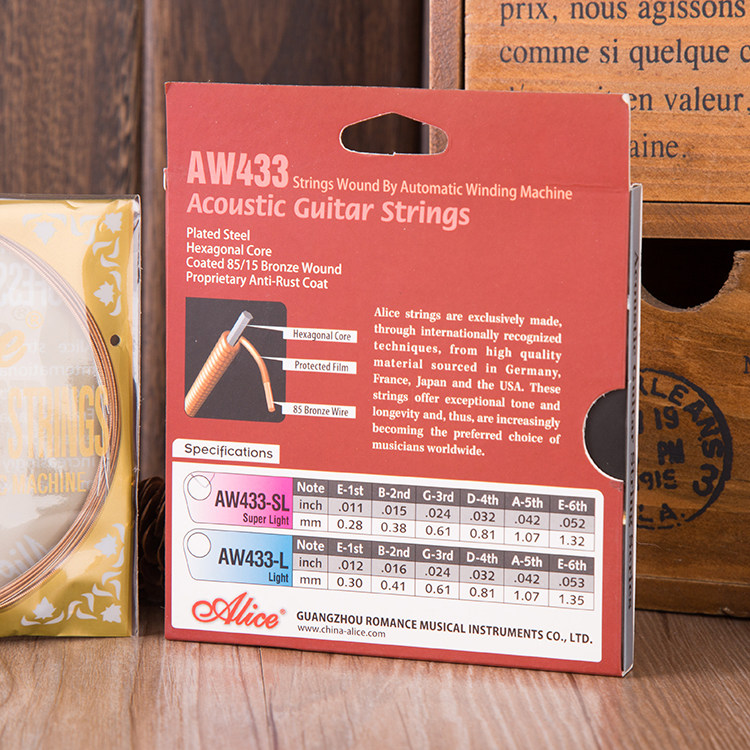 prix, nous agissons
comme si quelque c
en valeur,
aine.
AW433 Strings Wound By Automatic Winding Machine
Acoustic Guitar Strings
Plated Steel
Hexagonal Core
Coated 85/15 Bronze Wound
Proprietary Anti-Rust Coat
Hexagonal Core
Protected Film
85 Bronze Wire
Alice strings are exclusively made,
through internationally recognized
techniques, from high quality
material sourced in Germany,
France, Japan and the USA. These
strings offer exceptional tone and
longevity and, thus, are increasingly
becoming the preferred choice of
musicians worldwide.
Specifications
AW433-SL
Super Light
Note E-1st B-2nd G-3rd D-4th A-5th E-6th
inch .011 .015 .024 .032 .042 .052
mm 0.28 0.38 0.61 0.81 1.07 1.32
AW433-L
Light
Note E-1st B-2nd G-3rd D-4th A-5th E-6th
inch .012 .016 .024 .032 .042 .053
mm 0.30 0.41 0.61 0.81 1.07 1.35
Alice®
GUANGZHOU ROMANCE MUSICAL INSTRUMENTS CO., LTD.
www.china-alice.com
STRINGS
MACHINE
RLEANS
19
PM
3